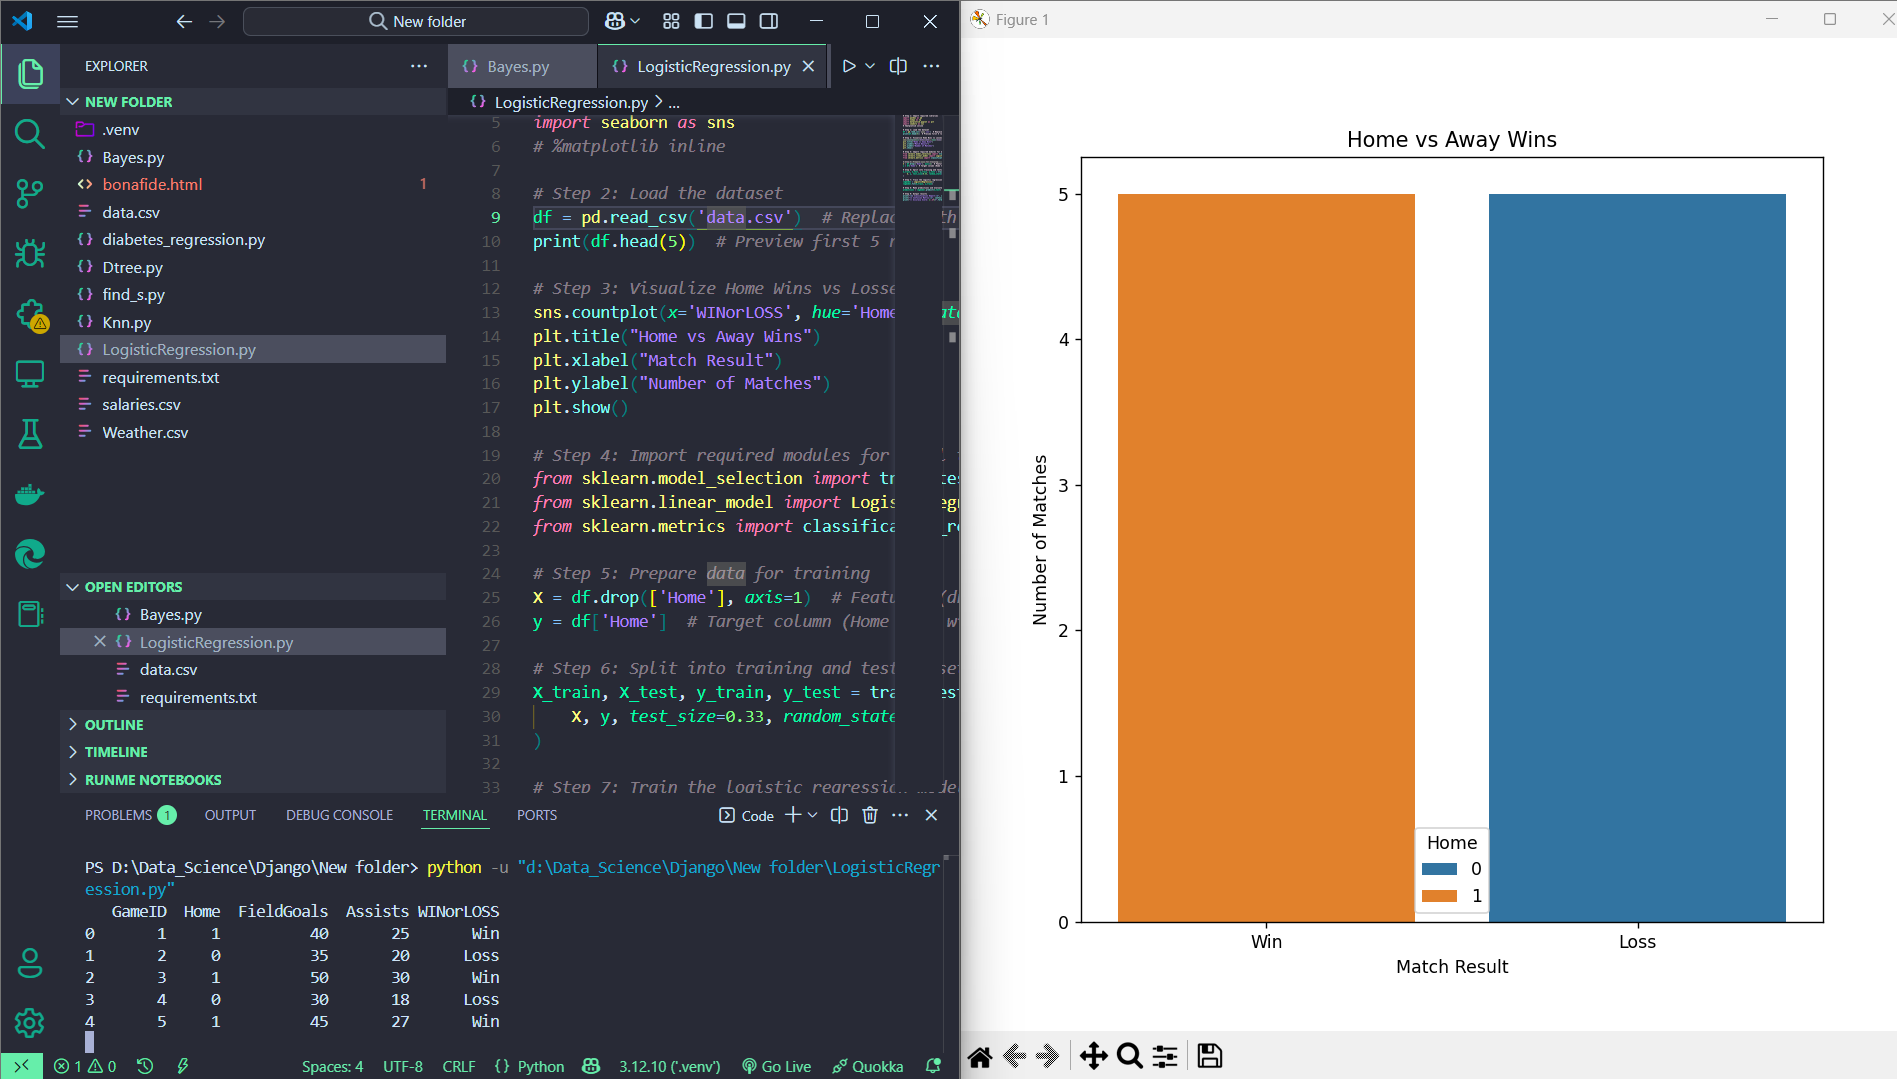 New folder
EXPLORER
NEW FOLDER
.venv
Bayes.py
bonafide.html 1
data.csv
diabetes_regression.py
Dtree.py
find_s.py
Knn.py
LogisticRegression.py
requirements.txt
salaries.csv
Weather.csv
OPEN EDITORS
Bayes.py
LogisticRegression.py
data.csv
requirements.txt
OUTLINE
TIMELINE
RUNME NOTEBOOKS
Bayes.py LogisticRegression.py
LogisticRegression.py > ...
5 import seaborn as sns
6 # %matplotlib inline
7
8 # Step 2: Load the dataset
9 df = pd.read_csv('data.csv')  # Replac
10 print(df.head(5))  # Preview first 5
11
12 # Step 3: Visualize Home Wins vs Losse
13 sns.countplot(x='WINorLOSS', hue='Home
14 plt.title("Home vs Away Wins")
15 plt.xlabel("Match Result")
16 plt.ylabel("Number of Matches")
17 plt.show()
18
19 # Step 4: Import required modules for
20 from sklearn.model_selection import tr
21 from sklearn.linear_model import Logis
22 from sklearn.metrics import classifica
23
24 # Step 5: Prepare data for training
25 X = df.drop(['Home'], axis=1)  # Featu
26 y = df['Home']  # Target column (Home
27
28 # Step 6: Split into training and test
29 X_train, X_test, y_train, y_test = tra
30 X, y, test_size=0.33, random_state
31 )
32
33 # Step 7: Train the logistic regression mode
PROBLEMS 1 OUTPUT DEBUG CONSOLE TERMINAL PORTS Code
PS D:\Data_Science\Django\New folder> python -u "d:\Data_Science\Django\New folder\LogisticRegr
ession.py"
GameID Home FieldGoals Assists WINorLOSS
0 1 1 40 25 Win
1 2 0 35 20 Loss
2 3 1 50 30 Win
3 4 0 30 18 Loss
4 5 1 45 27 Win
1 0 Spaces: 4 UTF-8 CRLF {} Python 3.12.10 ('.venv') Go Live Quokka
Figure 1
Home vs Away Wins
Number of Matches
5
4
3
2
1
0
Home
0
1
Win Loss
Match Result